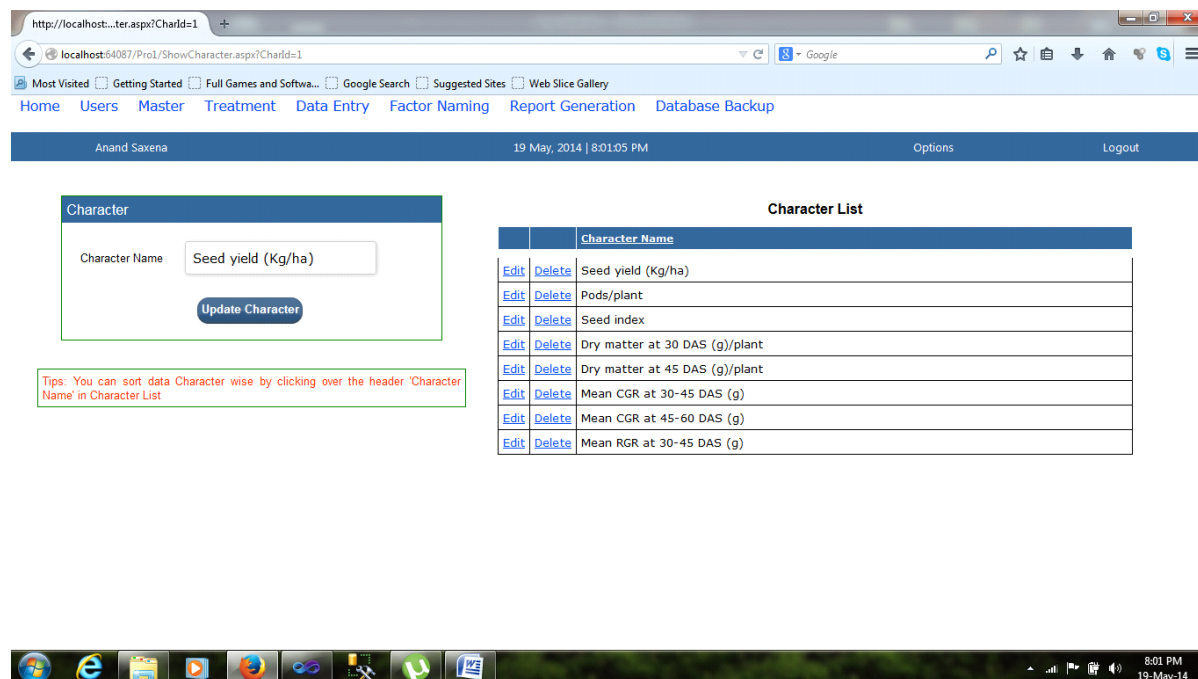 http://localhost:...ter.aspx?CharId=1 +
localhost:64087/Pro1/ShowCharacter.aspx?CharId=1
8 Google
Most Visited Getting Started Full Games and Softwa... Google Search Suggested Sites Web Slice Gallery
Home Users Master Treatment Data Entry Factor Naming Report Generation Database Backup
Anand Saxena 19 May, 2014 | 8:01:05 PM Options Logout
Character
Character Name Seed yield (Kg/ha)
Update Character
Tips: You can sort data Character wise by clicking over the header 'Character
Name' in Character List
Character List
Character Name
Edit Delete Seed yield (Kg/ha)
Edit Delete Pods/plant
Edit Delete Seed index
Edit Delete Dry matter at 30 DAS (g)/plant
Edit Delete Dry matter at 45 DAS (g)/plant
Edit Delete Mean CGR at 30-45 DAS (g)
Edit Delete Mean CGR at 45-60 DAS (g)
Edit Delete Mean RGR at 30-45 DAS (g)
8:01 PM
19-May-14